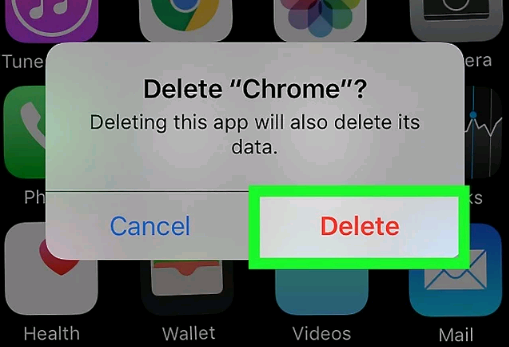 Tune
era
Delete “Chrome”?
Deleting this app will also delete its
data.
Ph
ks
Cancel
Delete
Health
Wallet
Videos
Mail